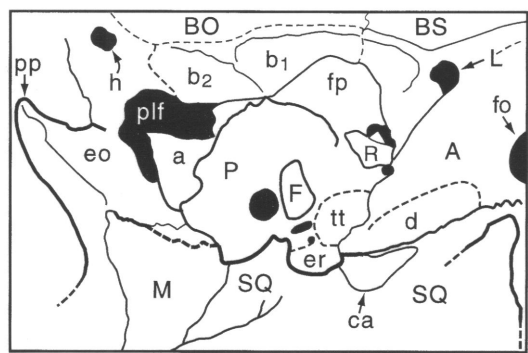 BO BS
pp h b2 b1 fp L fo
plf
eo a P F R A
tt d
er
M SQ ca SQ